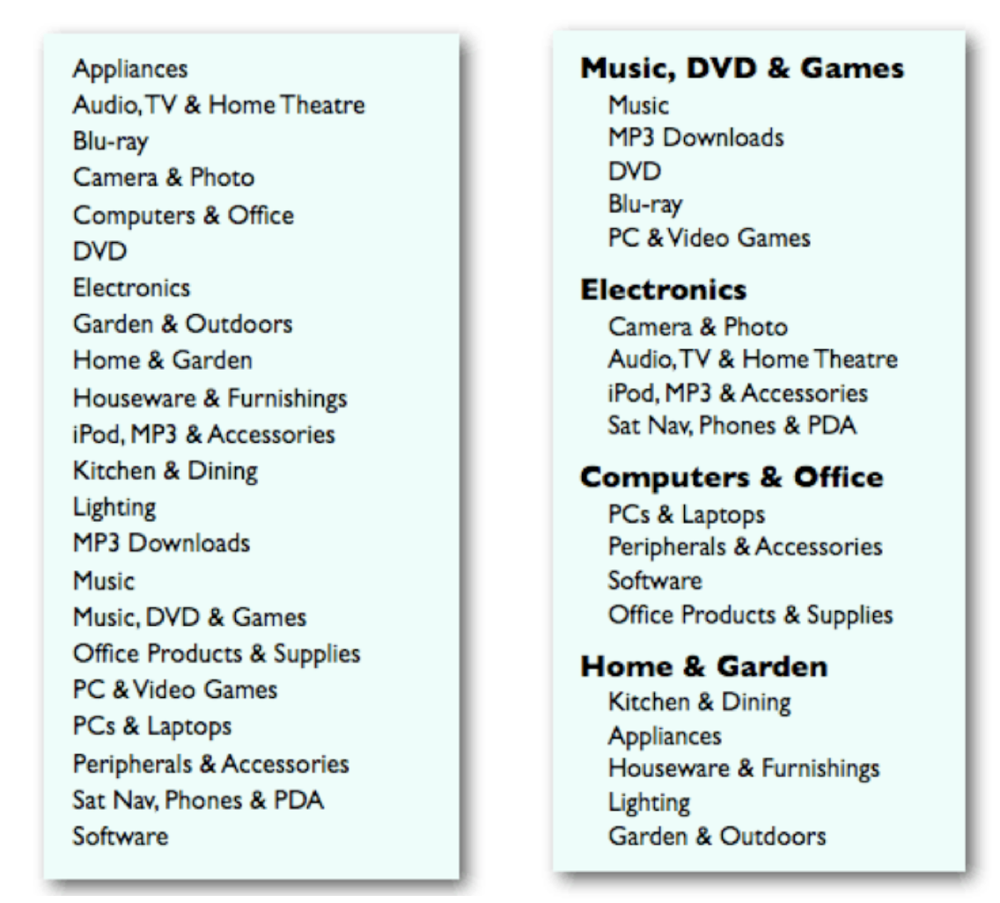 Appliances
Audio, TV & Home Theatre
Blu-ray
Camera & Photo
Computers & Office
DVD
Electronics
Garden & Outdoors
Home & Garden
Houseware & Furnishings
iPod, MP3 & Accessories
Kitchen & Dining
Lighting
MP3 Downloads
Music
Music, DVD & Games
Office Products & Supplies
PC & Video Games
PCs & Laptops
Peripherals & Accessories
Sat Nav, Phones & PDA
Software
Music, DVD & Games
Music
MP3 Downloads
DVD
Blu-ray
PC & Video Games
Electronics
Camera & Photo
Audio, TV & Home Theatre
iPod, MP3 & Accessories
Sat Nav, Phones & PDA
Computers & Office
PCs & Laptops
Peripherals & Accessories
Software
Office Products & Supplies
Home & Garden
Kitchen & Dining
Appliances
Houseware & Furnishings
Lighting
Garden & Outdoors